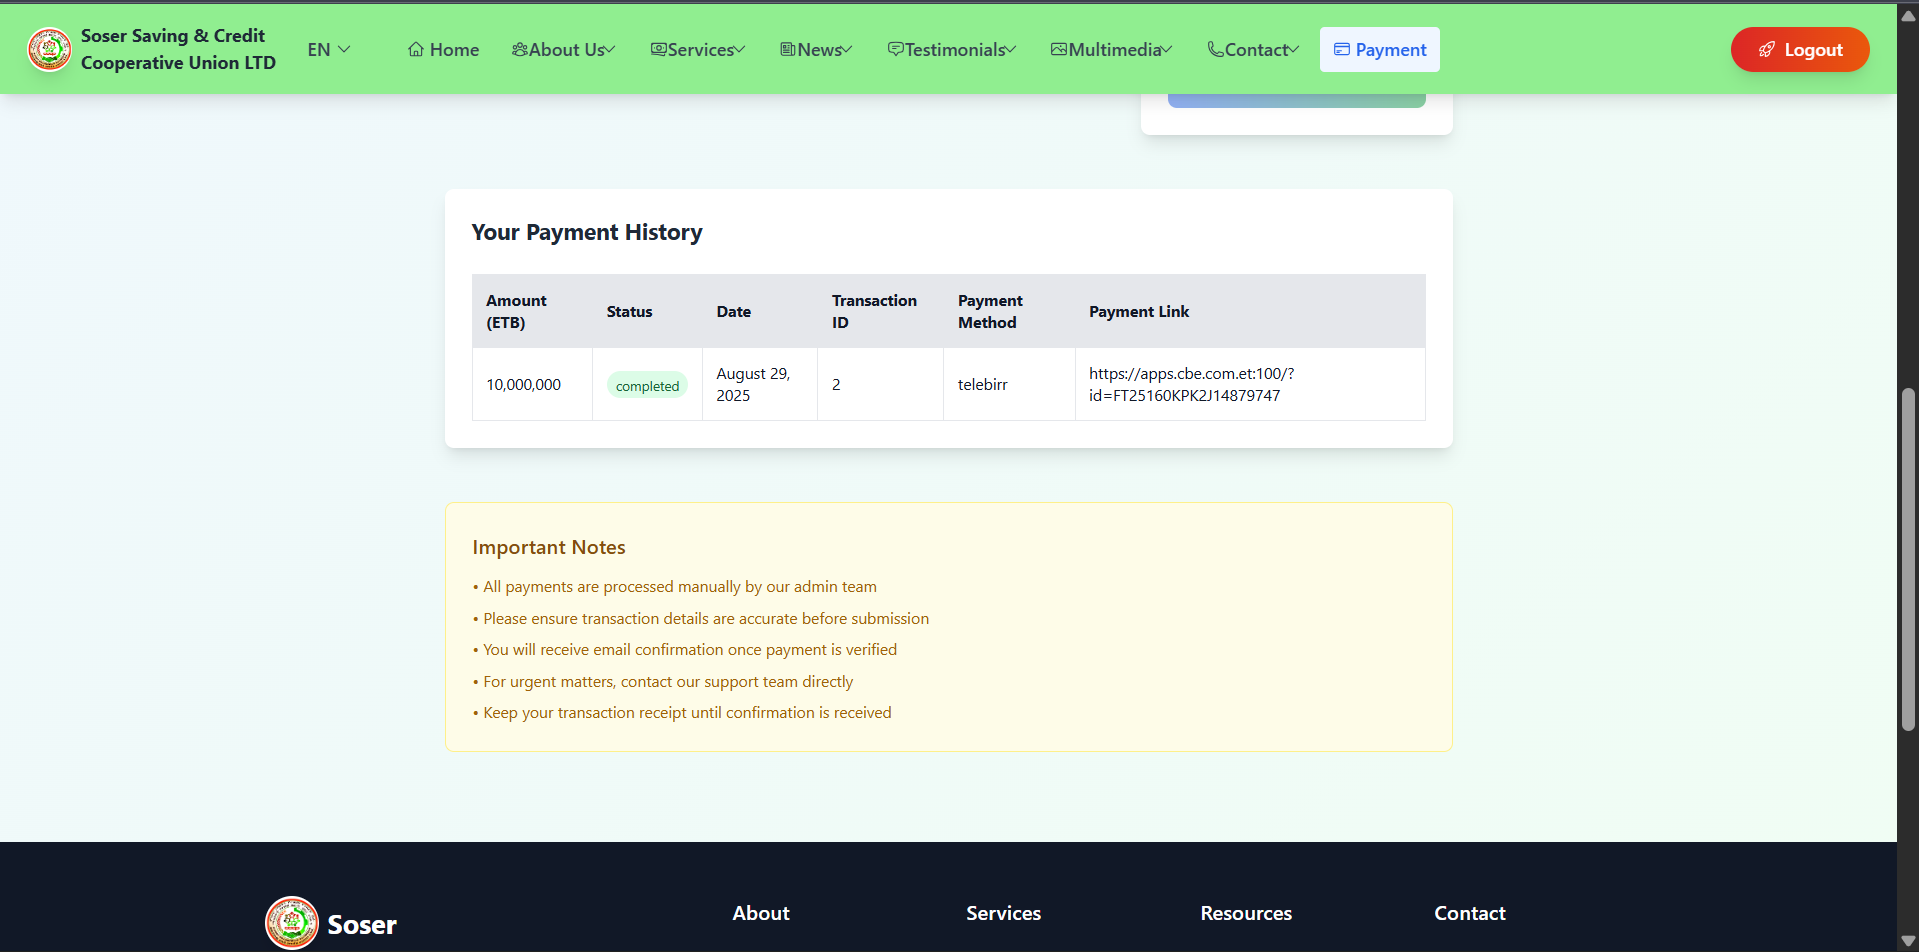 Soser Saving & Credit
Cooperative Union LTD
EN
Home
About Us
Services
News
Testimonials
Multimedia
Contact
Payment
Logout
Your Payment History
Amount (ETB)
Status
Date
Transaction ID
Payment Method
Payment Link
10,000,000
completed
August 29, 2025
2
telebirr
https://apps.cbe.com.et:100/?
id=FT25160KPK2J14879747
Important Notes
• All payments are processed manually by our admin team
• Please ensure transaction details are accurate before submission
• You will receive email confirmation once payment is verified
• For urgent matters, contact our support team directly
• Keep your transaction receipt until confirmation is received
Soser
About
Services
Resources
Contact